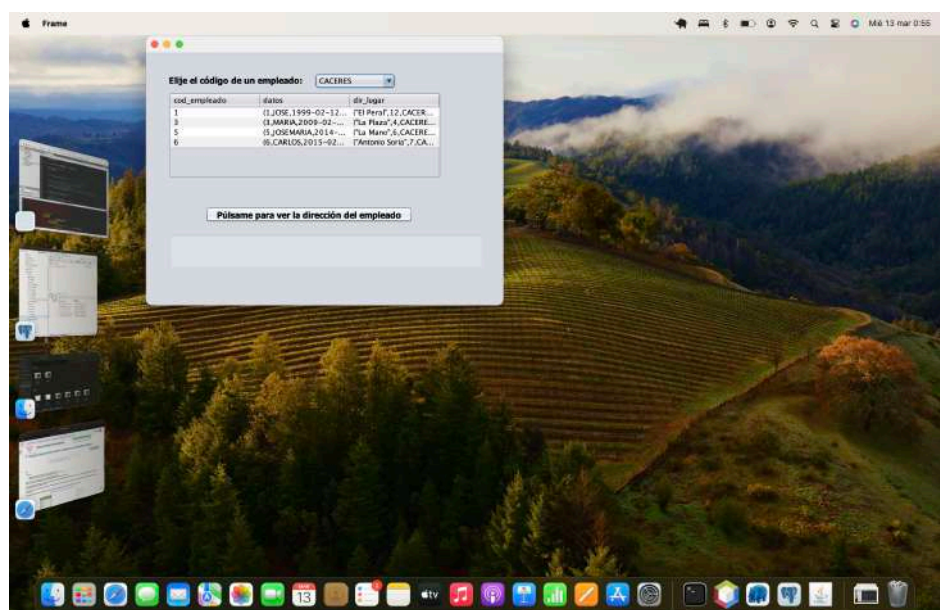 Frame
Mié 13 mar 0:55
Elije el código de un empleado: CACERES
cod_empleado datos dir_lugar
1 (1,JOSE,1999-02-12... ("El Peral",12,CACER...
3 (3,MARIA,2009-02-... ("La Plaza",4,CACERE...
5 (5,JOSEMARIA,2014-... ("La Mano",6,CACERE...
6 (6,CARLOS,2015-02... ("Antonio Soria",7,CA...
Púlsame para ver la dirección del empleado
MAR
13
tv